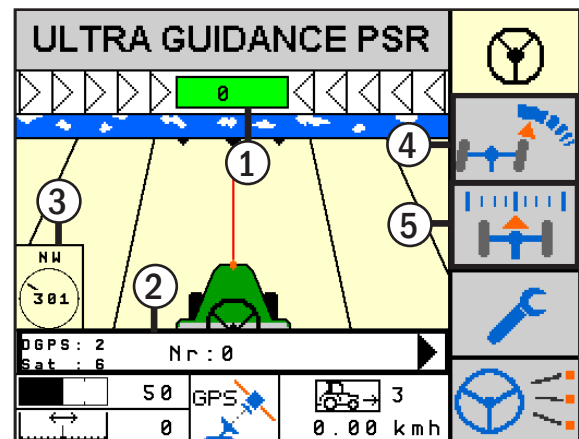 ULTRA GUIDANCE PSR
0
1
4
3
5
NW
301
2
DGPS: 2
Sat : 6
Nr:0
50
GPS
3
0
0.00 kmh